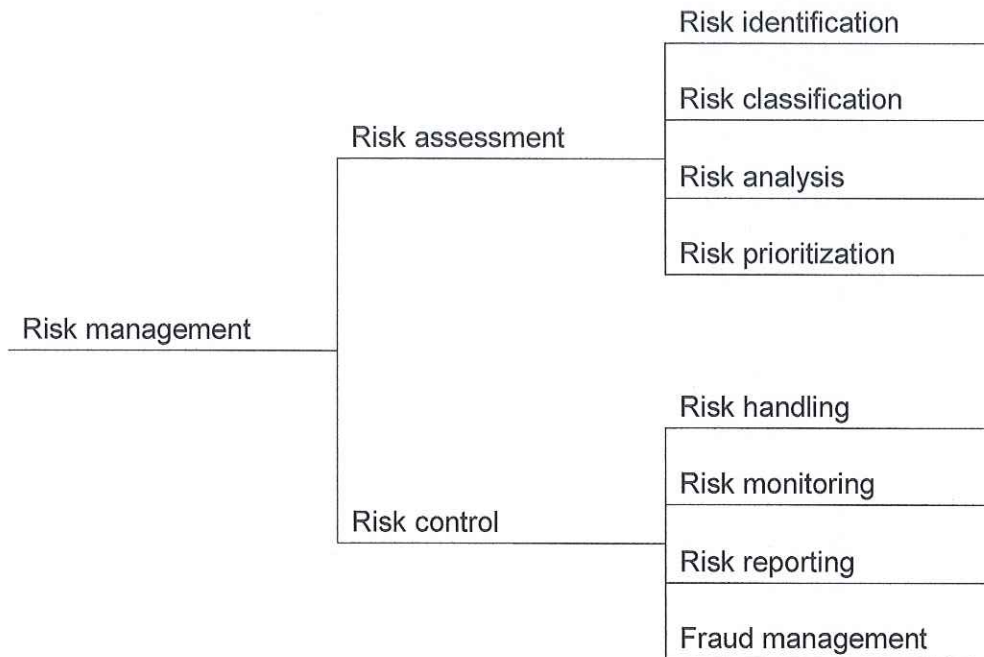 Risk identification
Risk classification
Risk assessment
Risk analysis
Risk prioritization
Risk management
Risk handling
Risk monitoring
Risk control
Risk reporting
Fraud management